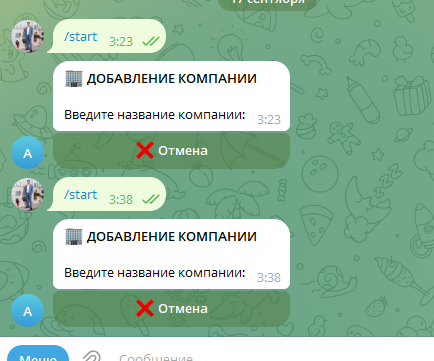 17 сентября
/start 3:23
ДОБАВЛЕНИЕ КОМПАНИИ
Введите название компании: 3:23
А
Отмена
/start 3:38
ДОБАВЛЕНИЕ КОМПАНИИ
Введите название компании: 3:38
А
Отмена
Меню
Сообщение